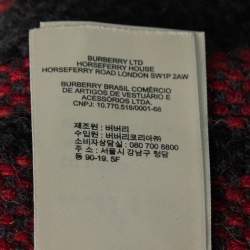 BURBERRY LTD
HORSEFERRY HOUSE
HORSEFERRY ROAD LONDON SW1P 2AW
BURBERRY BRASIL COMÉRCIO
DE ARTIGOS DE VESTUÁRIO E
ACESSÓRIOS LTDA.
CNPJ: 10.770.516/0001-66
제조원 : 버버리
수입원 : 버버리코리아㈜
소비자상담실 : 080 700 8800
주소 : 서울시 강남구 청담
동 90-19. 5F